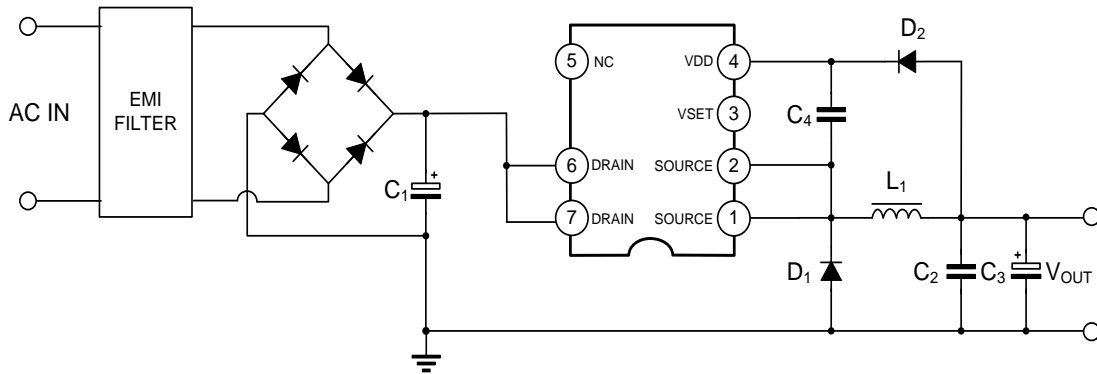 AC IN
EMI
FILTER
C1
+
5
NC
6
DRAIN
7
DRAIN
VDD
4
VSET
3
SOURCE
2
SOURCE
1
D2
C4
L1
D1
C2
C3
+
VOUT